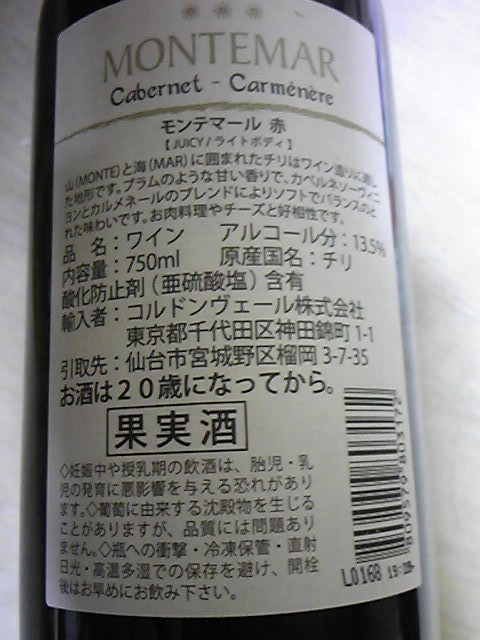 MONTEMAR
Cabernet - Carménère
モンテマール 赤
【 JUICY / ライトボディ 】
山(MONTE)と海(MAR)に囲まれたチリはワイン造りに適し
た地形です。プラムのような甘い香りで、カベルネソーヴィニ
ヨンとカルメネールのブレンドによりソフトでバランスのと
れた味わいです。お肉料理やチーズと好相性です。
品 名：ワイン アルコール分：13.5%
内容量：750ml 原産国名：チリ
酸化防止剤（亜硫酸塩）含有
輸入者：コルドンヴェール株式会社
東京都千代田区神田錦町 1-1
引取先：仙台市宮城野区榴岡 3-7-35
お酒は２０歳になってから。
果実酒
◇妊娠中や授乳期の飲酒は、胎児・乳
児の発育に悪影響を与える恐れがあり
ます。◇葡萄に由来する沈殿物を生じる
ことがありますが、品質には問題あり
ません。◇瓶への衝撃・冷凍保管・直射
日光・高温多湿での保存を避け、開栓
後はお早めにお飲み下さい。
L0168